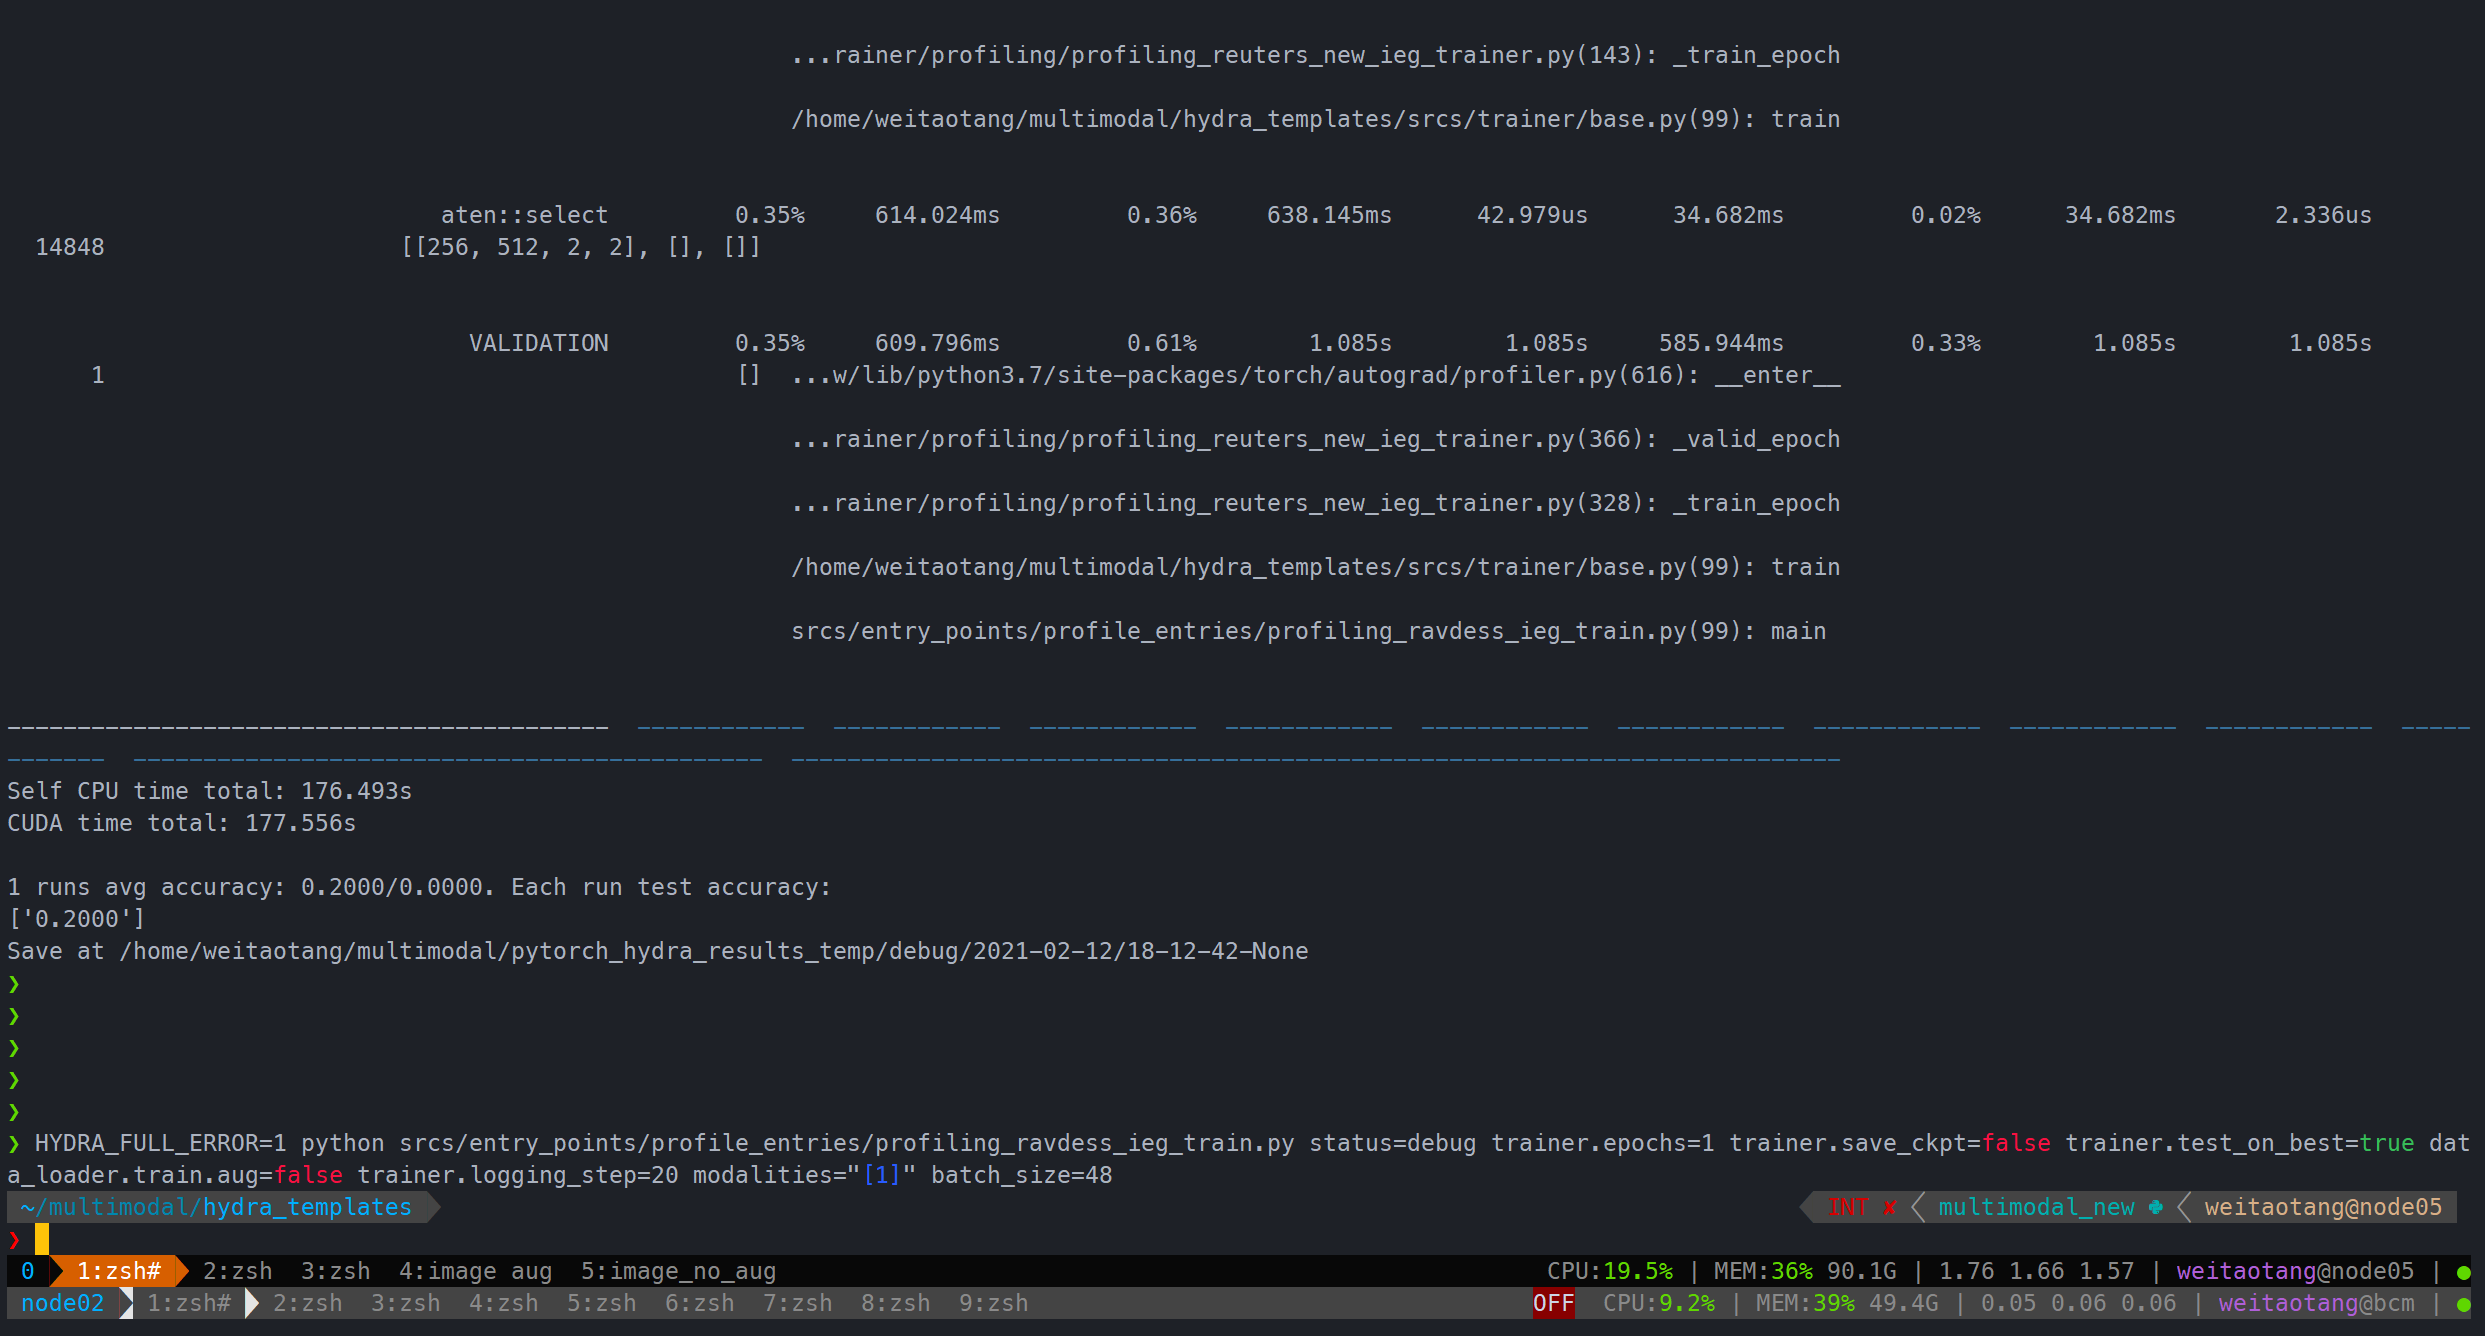 ...rainer/profiling/profiling_reuters_new_ieg_trainer.py(143): _train_epoch
/home/weitaotang/multimodal/hydra_templates/srcs/trainer/base.py(99): train
aten::select 0.35% 614.024ms 0.36% 638.145ms 42.979us 34.682ms 0.02% 34.682ms 2.336us
14848 [[256, 512, 2, 2], [], []]
VALIDATION 0.35% 609.796ms 0.61% 1.085s 1.085s 585.944ms 0.33% 1.085s 1.085s
1 [] ...w/lib/python3.7/site-packages/torch/autograd/profiler.py(616): __enter__
...rainer/profiling/profiling_reuters_new_ieg_trainer.py(366): _valid_epoch
...rainer/profiling/profiling_reuters_new_ieg_trainer.py(328): _train_epoch
/home/weitaotang/multimodal/hydra_templates/srcs/trainer/base.py(99): train
srcs/entry_points/profile_entries/profiling_ravdess_ieg_train.py(99): main
------------------------------------------- ------------ ------------ ------------ ------------ ------------ ------------ ------------ ------------ ------------ -----
------- --------------------------------------------- ---------------------------------------------------------------------------
Self CPU time total: 176.493s
CUDA time total: 177.556s
1 runs avg accuracy: 0.2000/0.0000. Each run test accuracy:
['0.2000']
Save at /home/weitaotang/multimodal/pytorch_hydra_results_temp/debug/2021-02-12/18-12-42-None
❯
❯
❯
❯
❯
❯ HYDRA_FULL_ERROR=1 python srcs/entry_points/profile_entries/profiling_ravdess_ieg_train.py status=debug trainer.epochs=1 trainer.save_ckpt=false trainer.test_on_best=true dat
a_loader.train.aug=false trainer.logging_step=20 modalities="[1]" batch_size=48
~/multimodal/hydra_templates INT ✘ multimodal_new weitaotang@node05
❯
0 1:zsh# 2:zsh 3:zsh 4:image aug 5:image_no_aug CPU:19.5% | MEM:36% 90.1G | 1.76 1.66 1.57 | weitaotang@node05 | ●
node02 1:zsh# 2:zsh 3:zsh 4:zsh 5:zsh 6:zsh 7:zsh 8:zsh 9:zsh OFF CPU:9.2% | MEM:39% 49.4G | 0.05 0.06 0.06 | weitaotang@bcm | ●